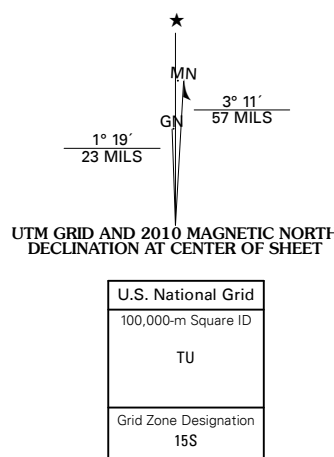 ★
MN
3° 11´
57 MILS
GN
1° 19´
23 MILS
UTM GRID AND 2010 MAGNETIC NORTH
DECLINATION AT CENTER OF SHEET
U.S. National Grid
100,000-m Square ID
TU
Grid Zone Designation
15S